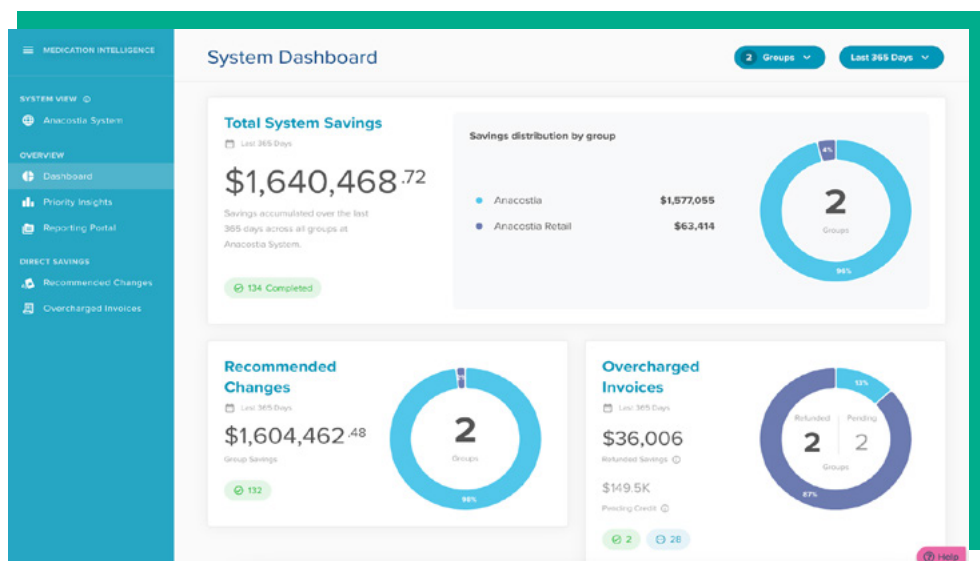 MEDICATION INTELLIGENCE
SYSTEM VIEW
Anacostia System
OVERVIEW
Dashboard
Priority Insights
Reporting Portal
DIRECT SAVINGS
Recommended Changes
Overcharged Invoices
System Dashboard
2 Groups
Last 365 Days
Total System Savings
Last 365 Days
$1,640,468.72
Savings accumulated over the last
365 days across all groups at
Anacostia System.
134 Completed
Savings distribution by group
Anacostia $1,577,055
Anacostia Retail $63,414
4%
2
Groups
96%
Recommended
Changes
Last 365 Days
$1,604,462.48
Group Savings
132
2
Groups
98%
Overcharged
Invoices
Last 365 Days
$36,006
Refunded Savings
$149.5K
Pending Credit
2
28
13%
Refunded Pending
2 2
Groups
87%
Help